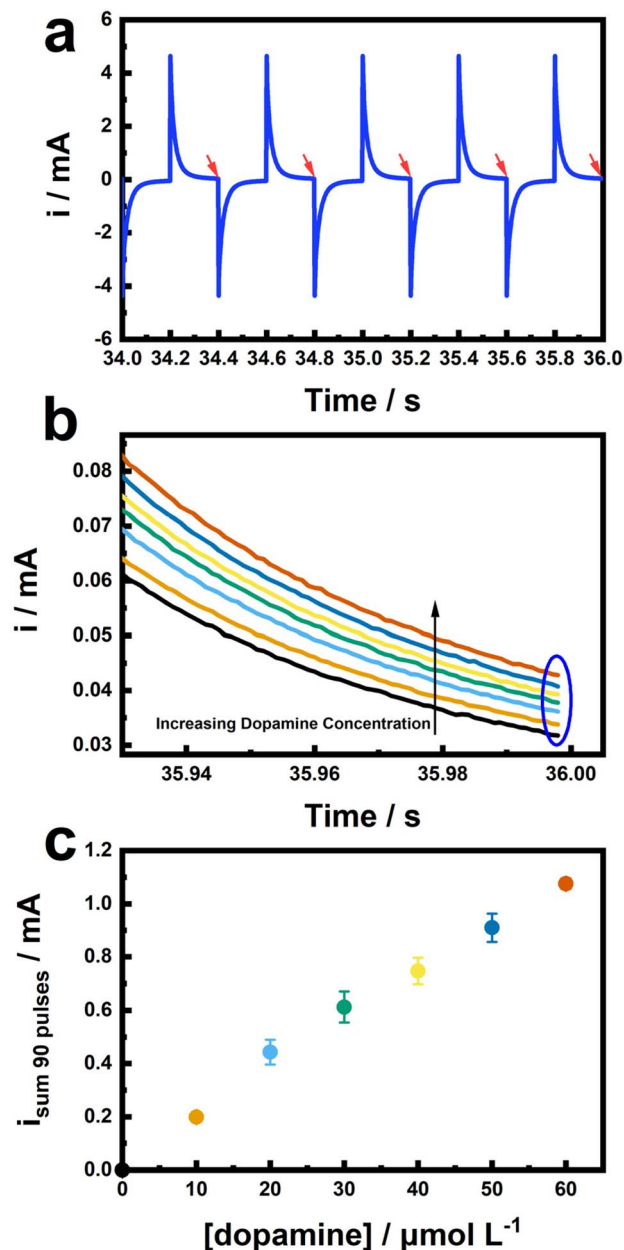 a
i / mA
6
4
2
0
-2
-4
-6
34.0 34.2 34.4 34.6 34.8 35.0 35.2 35.4 35.6 35.8 36.0
Time / s
b
i / mA
0.08
0.07
0.06
0.05
0.04
0.03
Increasing Dopamine Concentration
35.94 35.96 35.98 36.00
Time / s
c
i sum 90 pulses / mA
1.2
1.0
0.8
0.6
0.4
0.2
0.0
0 10 20 30 40 50 60
[dopamine] / µmol L⁻¹